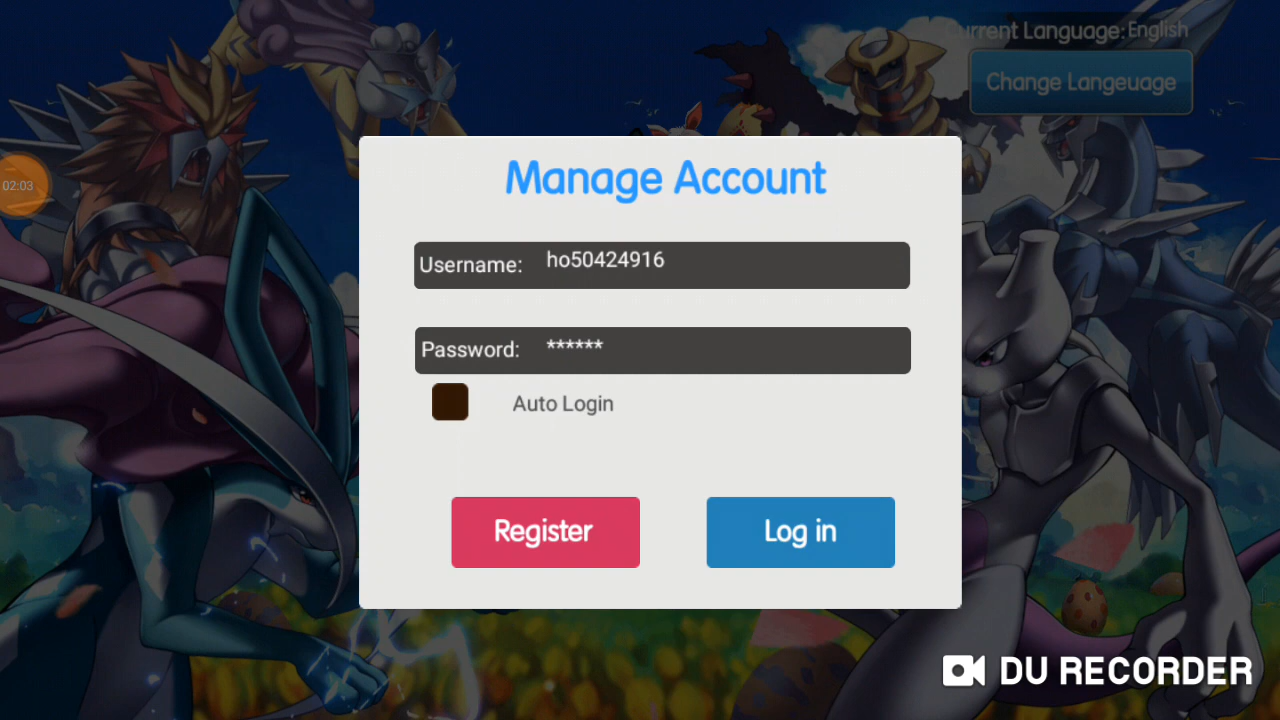 Current Language:English
Change Langeuage
02:03
Manage Account
Username: ho50424916
Password: ******
Auto Login
Register
Log in
DU RECORDER